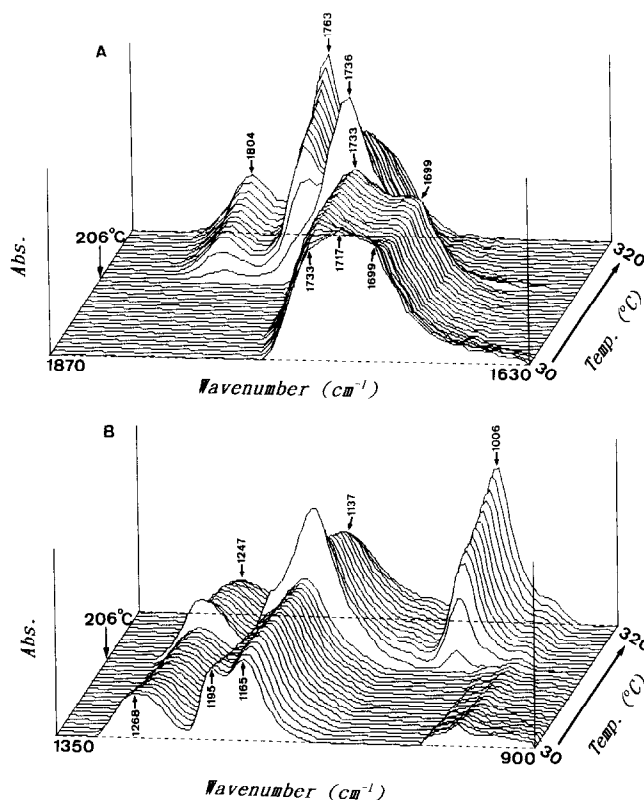 A
1763
1736
1733
1804
1699
206°C
1733
1717
1699
320
Abs.
Temp. (°C)
30
1870
1630
Wavenumber (cm⁻¹)
B
1006
1137
1247
206°C
320
Abs.
1195
1165
1268
Temp. (°C)
30
1350
900
Wavenumber (cm⁻¹)